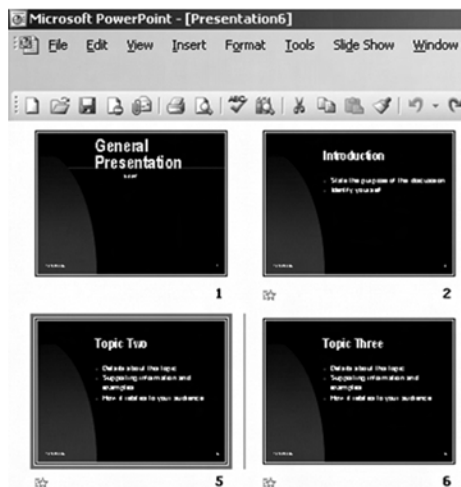 Microsoft PowerPoint - [Presentation6]
File Edit View Insert Format Tools Slide Show Window
General
Presentation
Introduction
State the purpose of the discussion
Identify yourself
1
2
Topic Two
Details about this topic
Supporting information and
examples
How it relates to your audience
Topic Three
Details about this topic
Supporting information and
examples
How it relates to your audience
5
6